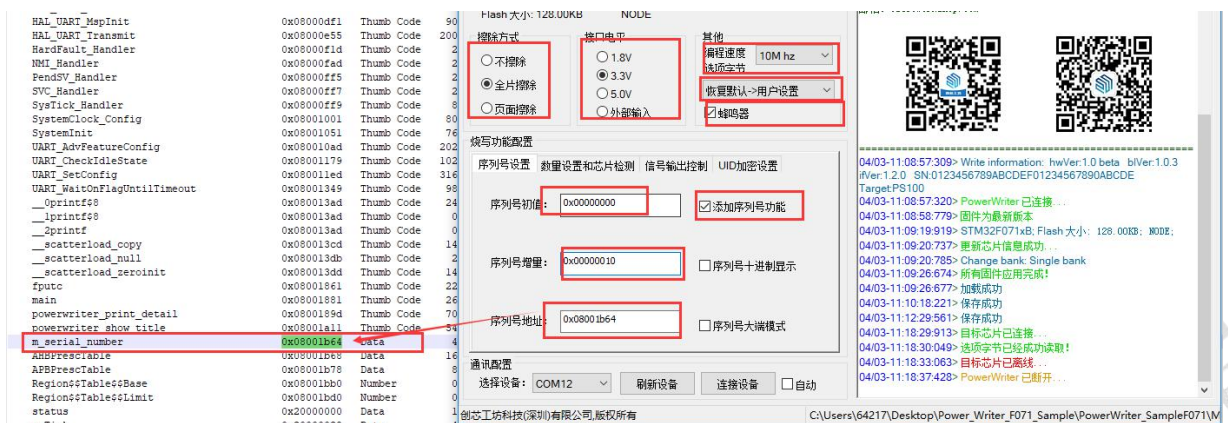 HAL_UART_MspInit 0x08000df1 Thumb Code 90
HAL_UART_Transmit 0x08000e55 Thumb Code 200
HardFault_Handler 0x08000f1d Thumb Code 2
NMI_Handler 0x08000fad Thumb Code 2
PendSV_Handler 0x08000ff5 Thumb Code 2
SVC_Handler 0x08000ff7 Thumb Code 2
SysTick_Handler 0x08000ff9 Thumb Code 8
SystemClock_Config 0x08001001 Thumb Code 80
SystemInit 0x08001051 Thumb Code 76
UART_AdvFeatureConfig 0x080010ad Thumb Code 202
UART_CheckIdleState 0x08001179 Thumb Code 102
UART_SetConfig 0x080011ed Thumb Code 316
UART_WaitOnFlagUntilTimeout 0x08001349 Thumb Code 98
__0printf$8 0x080013ad Thumb Code 24
__1printf$8 0x080013ad Thumb Code 0
__2printf 0x080013ad Thumb Code 0
__scatterload_copy 0x080013cd Thumb Code 14
__scatterload_null 0x080013db Thumb Code 2
__scatterload_zeroinit 0x080013dd Thumb Code 14
fputc 0x08001861 Thumb Code 22
main 0x08001881 Thumb Code 26
powerwriter_print_detail 0x0800189d Thumb Code 70
powerwriter_show_title 0x08001a11 Thumb Code 54
m_serial_number 0x08001b64 Data 4
AHBPrescTable 0x08001b68 Data 16
APBPrescTable 0x08001b78 Data 8
Region$$Table$$Base 0x08001bb0 Number 0
Region$$Table$$Limit 0x08001bd0 Number 0
status 0x20000000 Data 1
Flash 大小: 128.00KB NODE
擦除方式 接口电平 其他
不擦除
全片擦除
页面擦除
1.8V
3.3V
5.0V
外部输入
编程速度 10M hz
选项字节
恢复默认->用户设置
蜂鸣器
烧写功能配置
序列号设置 数量设置和芯片检测 信号输出控制 UID加密设置
序列号初值: 0x00000000 添加序列号功能
序列号增量: 0x00000010 序列号十进制显示
序列号地址: 0x08001b64 序列号大端模式
通讯配置
选择设备: COM12 刷新设备 连接设备 自动
创芯工坊科技(深圳)有限公司,版权所有 C:\Users\64217\Desktop\Power_Writer_F071_Sample\PowerWriter_SampleF071\M
04/03-11:08:57:309> Write information: hwVer:1.0 beta blVer:1.0.3
ifVer:1.2.0 SN:0123456789ABCDEF01234567890ABCDE
Target:PS100
04/03-11:08:57:320> PowerWriter 已连接...
04/03-11:08:58:779> 固件为最新版本
04/03-11:09:19:919> STM32F071xB; Flash 大小: 128.00KB; NODE;
04/03-11:09:20:737> 更新芯片信息成功...
04/03-11:09:20:785> Change bank: Single bank
04/03-11:09:26:674> 所有固件应用完成!
04/03-11:09:26:677> 加载成功
04/03-11:10:18:221> 保存成功
04/03-11:12:29:561> 保存成功
04/03-11:18:29:913> 目标芯片已连接...
04/03-11:18:30:049> 选项字节已经成功读取!
04/03-11:18:33:063> 目标芯片已离线...
04/03-11:18:37:428> PowerWriter 已断开...